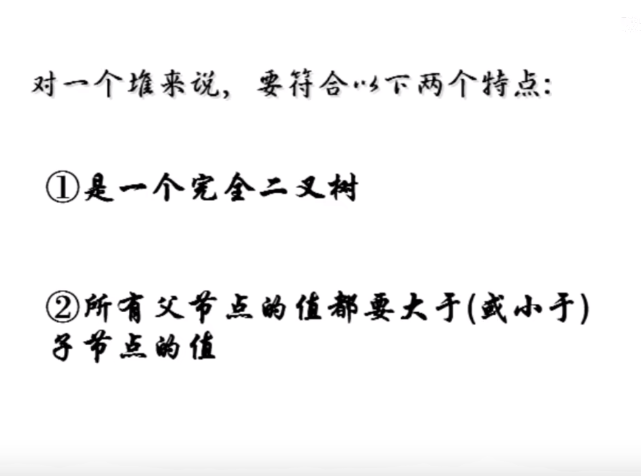 对一个堆来说，要符合以下两个特点:
①是一个完全二叉树
②所有父节点的值都要大于(或小于)
子节点的值